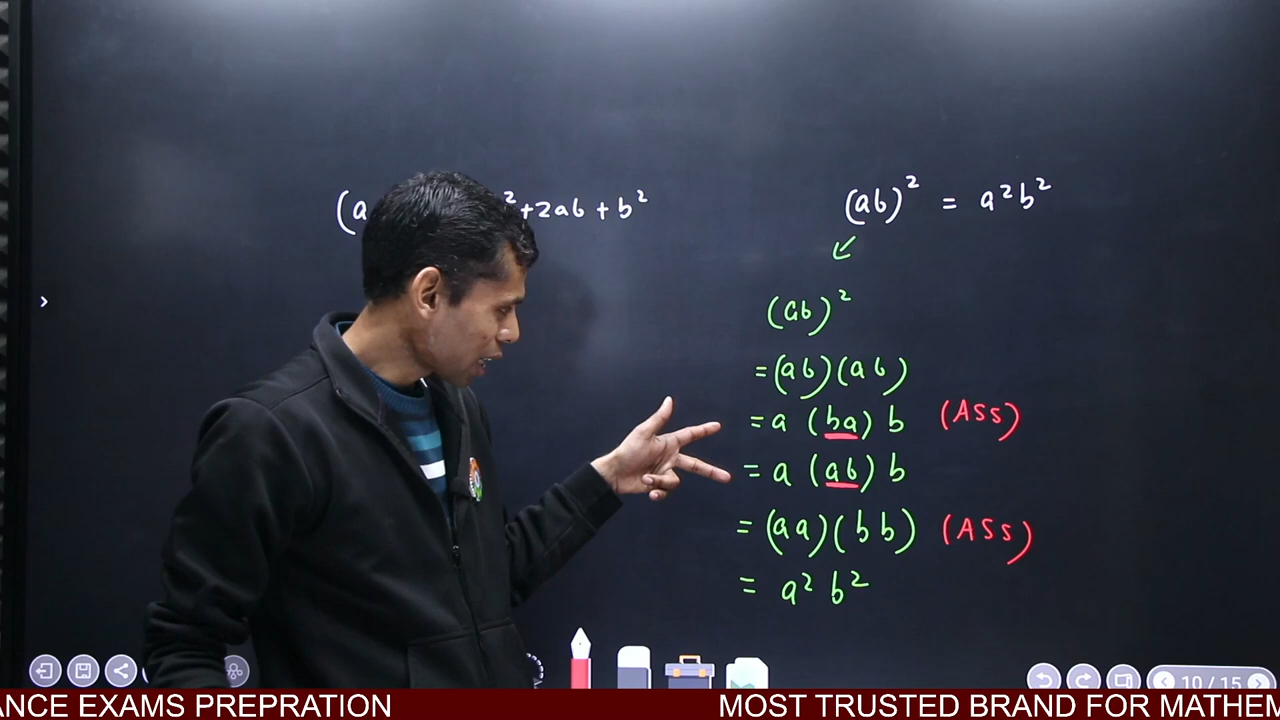 (a ²+2ab + b²
(ab)² = a²b²
(ab)²
=(ab)(ab)
= a (ba) b (Ass)
= a (ab) b
= (aa)(bb) (Ass)
= a² b²
10/15
ANCE EXAMS PREPRATION MOST TRUSTED BRAND FOR MATHEM